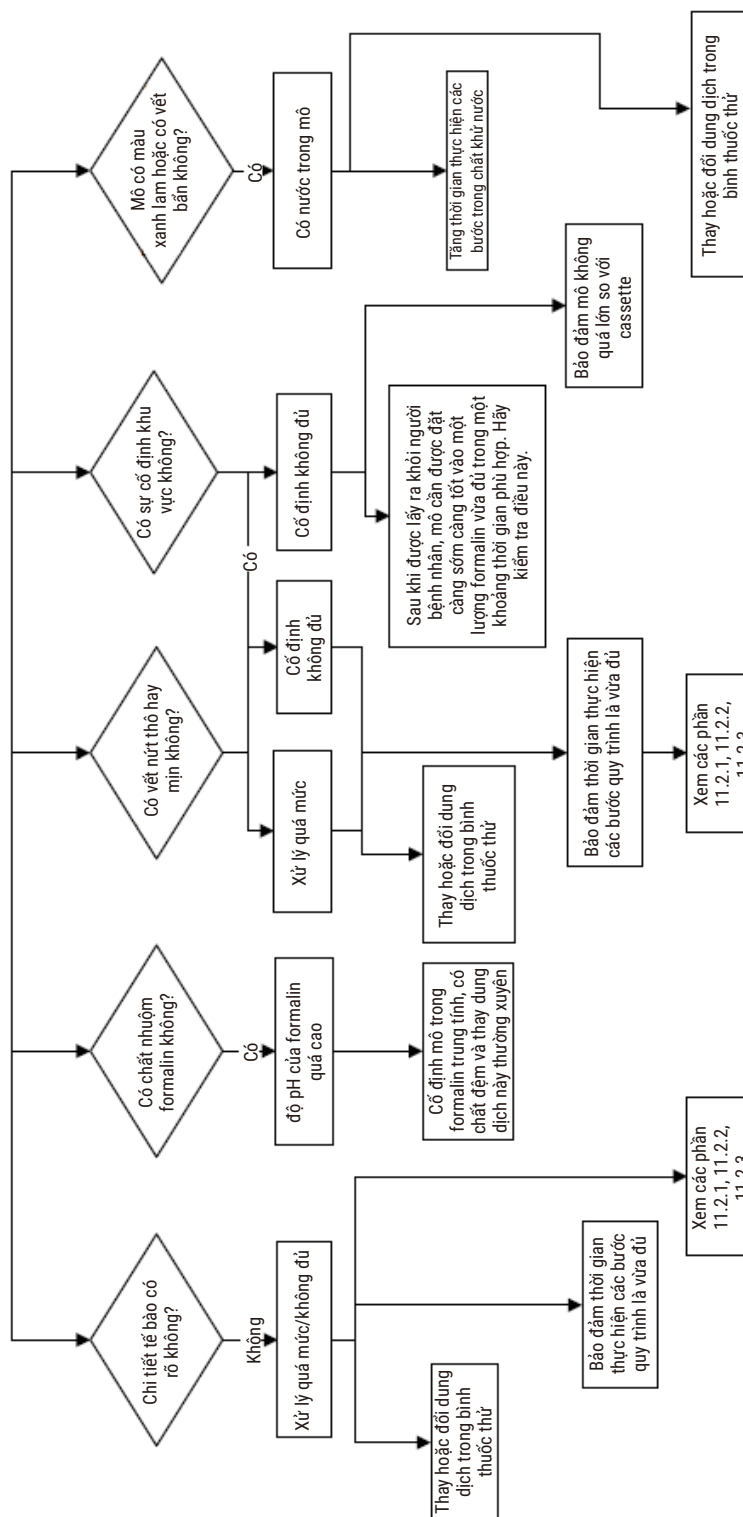 Chi tiết tế bào có
rõ không?
Không
Xử lý quá mức/không đủ
Thay hoặc đổi dung
dịch trong bình
thuốc thử
Bảo đảm thời gian
thực hiện các bước
quy trình là vừa đủ
Xem các phần
11.2.1, 11.2.2,
11.2.3
Có chất nhuộm
formalin không?
Có
độ pH của formalin
quá cao
Cố định mô trong
formalin trung tính, có
chất đệm và thay dung
dịch này thường xuyên
Có vết nứt thô hay
mịn không?
Có
Xử lý quá mức
Cố định
không đủ
Thay hoặc đổi dung
dịch trong bình
thuốc thử
Bảo đảm thời gian thực hiện
các bước quy trình là vừa đủ
Xem các phần
11.2.1, 11.2.2,
11.2.3
Có sự cố định khu
vực không?
Cố định không đủ
Sau khi được lấy ra khỏi người
bệnh nhân, mô cần được đặt
càng sớm càng tốt vào một
lượng formalin vừa đủ trong một
khoảng thời gian phù hợp. Hãy
kiểm tra điều này.
Bảo đảm mô không
quá lớn so với
cassette
Mô có màu
xanh lam hoặc có vết
bẩn không?
Có
Có nước trong mô
Tăng thời gian thực hiện các
bước trong chất khử nước
Thay hoặc đổi dung dịch trong
bình thuốc thử